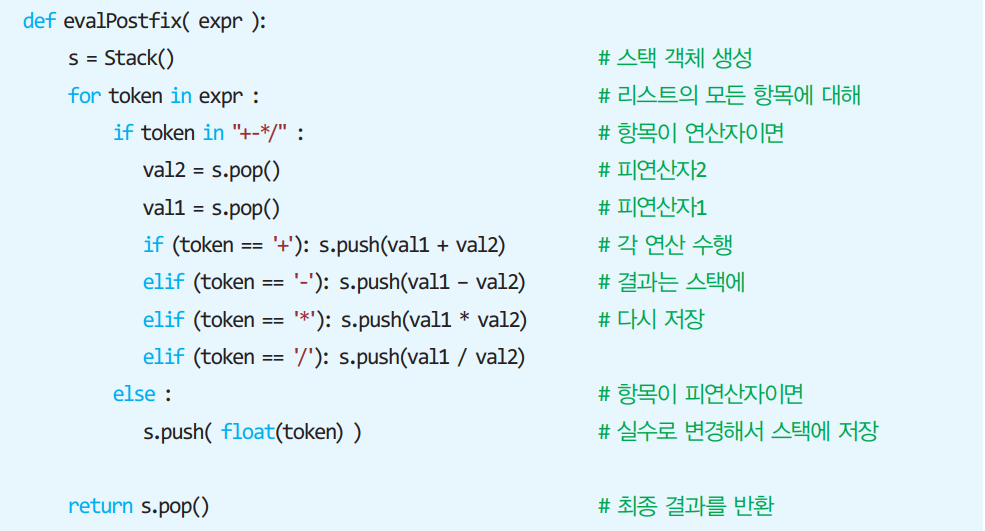 def evalPostfix( expr ):
    s = Stack() # 스택 객체 생성
    for token in expr : # 리스트의 모든 항목에 대해
        if token in "+-*/" : # 항목이 연산자이면
            val2 = s.pop() # 피연산자2
            val1 = s.pop() # 피연산자1
            if (token == '+'): s.push(val1 + val2) # 각 연산 수행
            elif (token == '-'): s.push(val1 – val2) # 결과는 스택에
            elif (token == '*'): s.push(val1 * val2) # 다시 저장
            elif (token == '/'): s.push(val1 / val2)
        else : # 항목이 피연산자이면
            s.push( float(token) ) # 실수로 변경해서 스택에 저장
    return s.pop() # 최종 결과를 반환